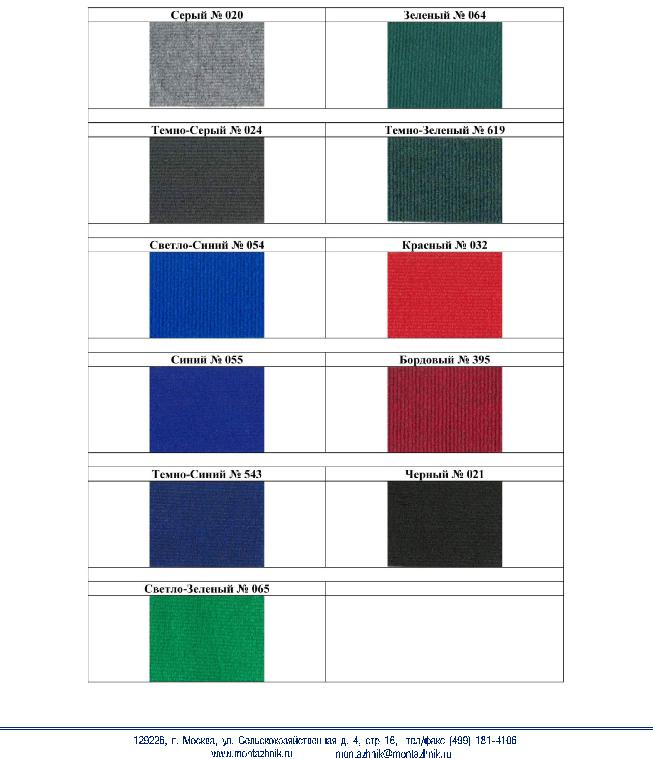 Серый № 020
Зеленый № 064
Темно-Серый № 024
Темно-Зеленый № 619
Светло-Синий № 054
Красный № 032
Синий № 055
Бордовый № 395
Темно-Синий № 543
Черный № 021
Светло-Зеленый № 065
129226, г. Москва, ул. Сельскохозяйственная д. 4, стр 16, тел/факс (499) 181-4106
www.montazhnik.ru montazhnik@montazhnik.ru